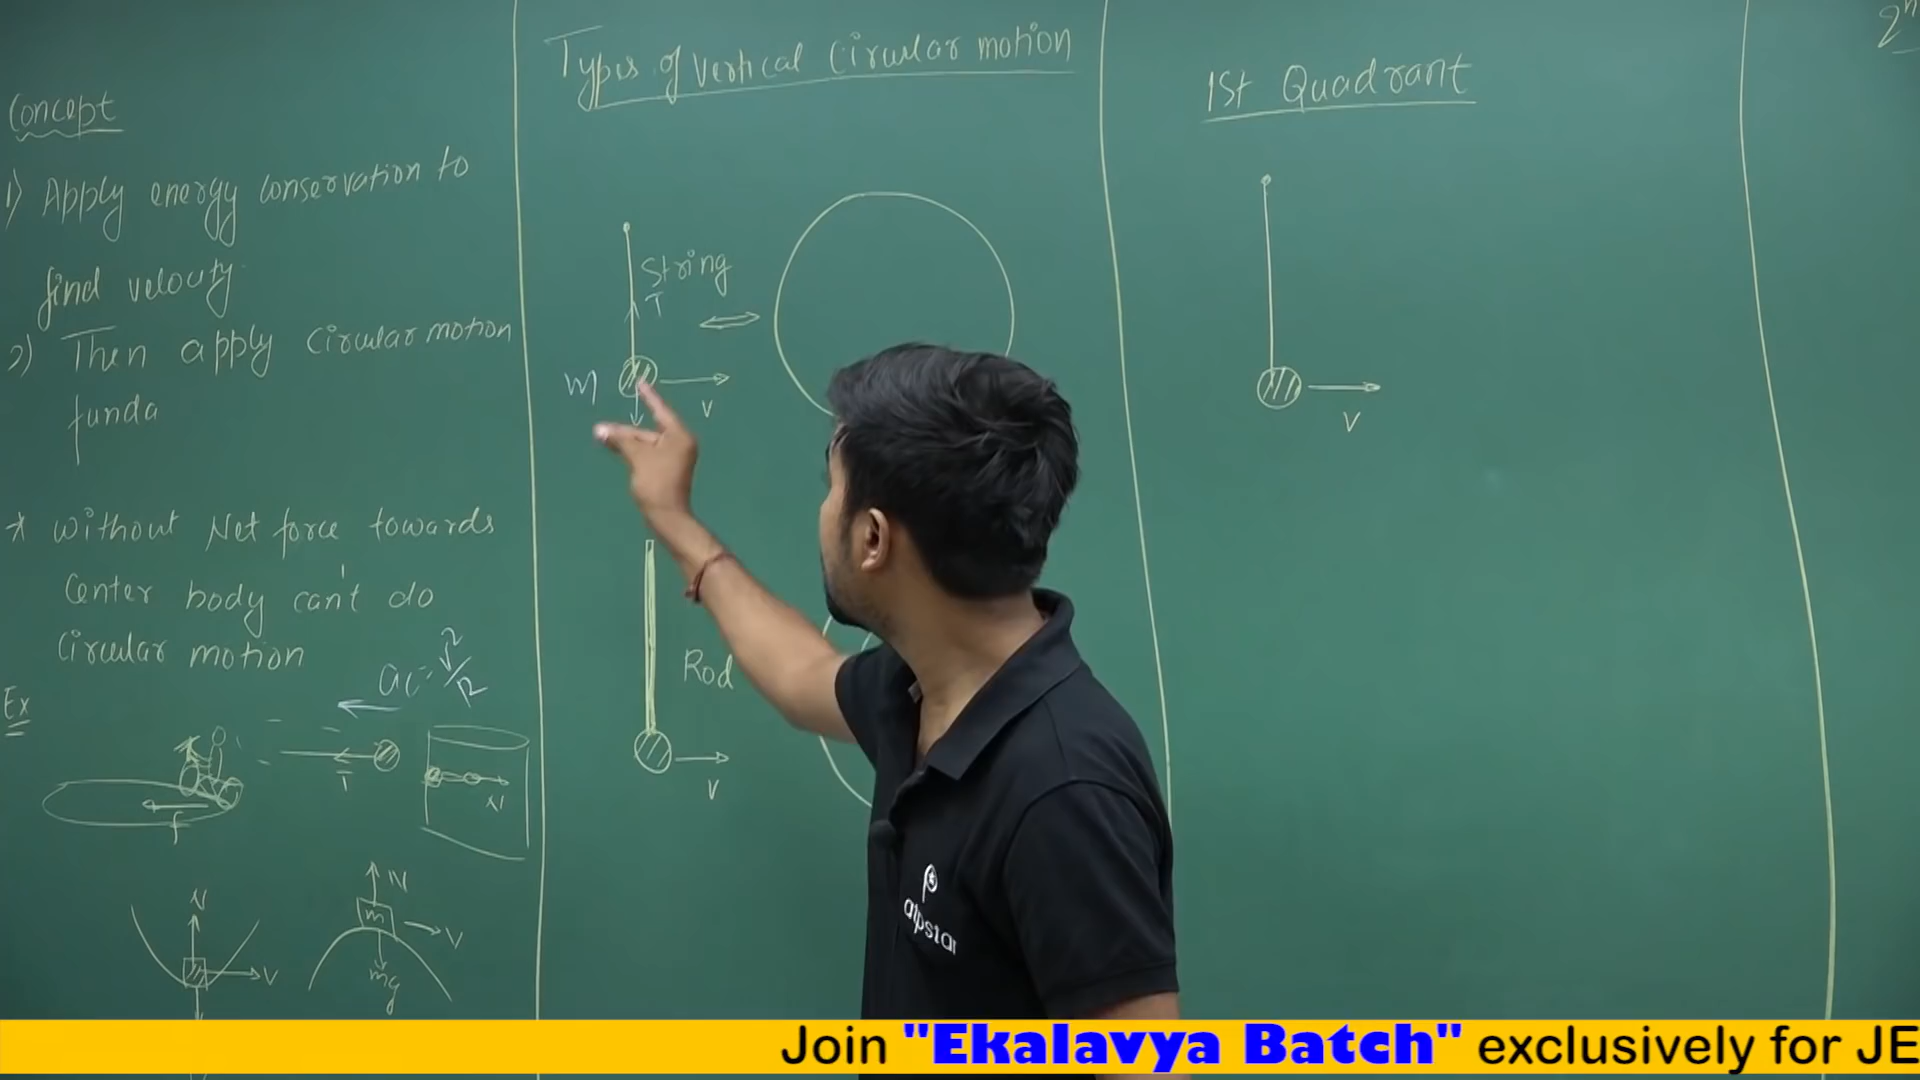 Concept
1) Apply energy conservation to
find velocity
2) Then apply circular motion
funda
* without Net force towards
Center body can't do
Circular motion
Ex
ac = v²/R
f
T
N
N
V
N
m
V
mg
Types of vertical Circular motion
String
T
M
V
Rod
V
1st Quadrant
V
2n
atpstar
Join "Ekalavya Batch" exclusively for JE